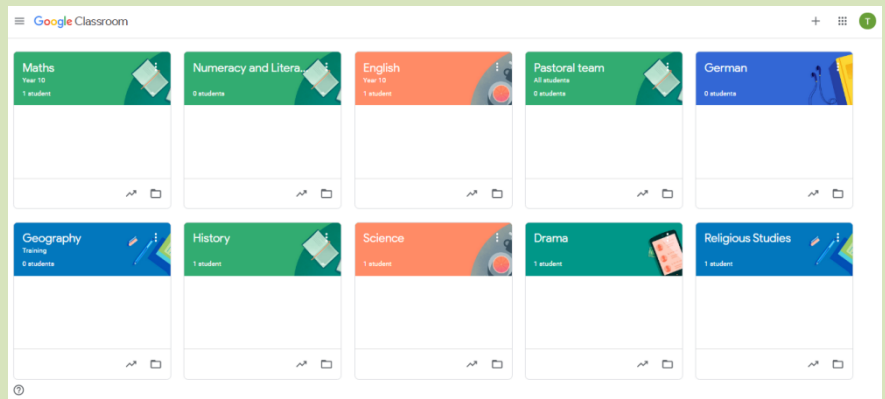 Google Classroom
T
Maths
Year 10
1 student
Numeracy and Litera...
0 students
English
Year 10
1 student
Pastoral team
All students
0 students
German
0 students
Geography
Training
0 students
History
1 student
Science
1 student
Drama
1 student
Religious Studies
1 student